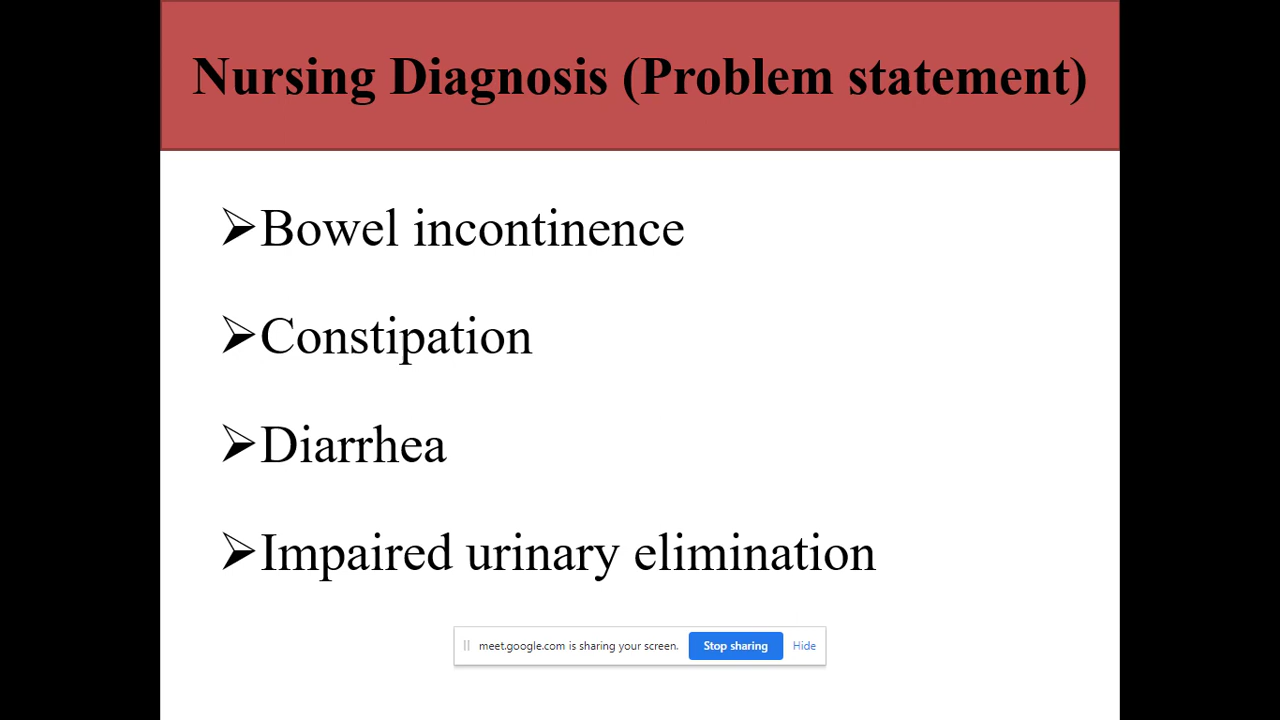 Nursing Diagnosis (Problem statement)
➢Bowel incontinence
➢Constipation
➢Diarrhea
➢Impaired urinary elimination
meet.google.com is sharing your screen. Stop sharing Hide